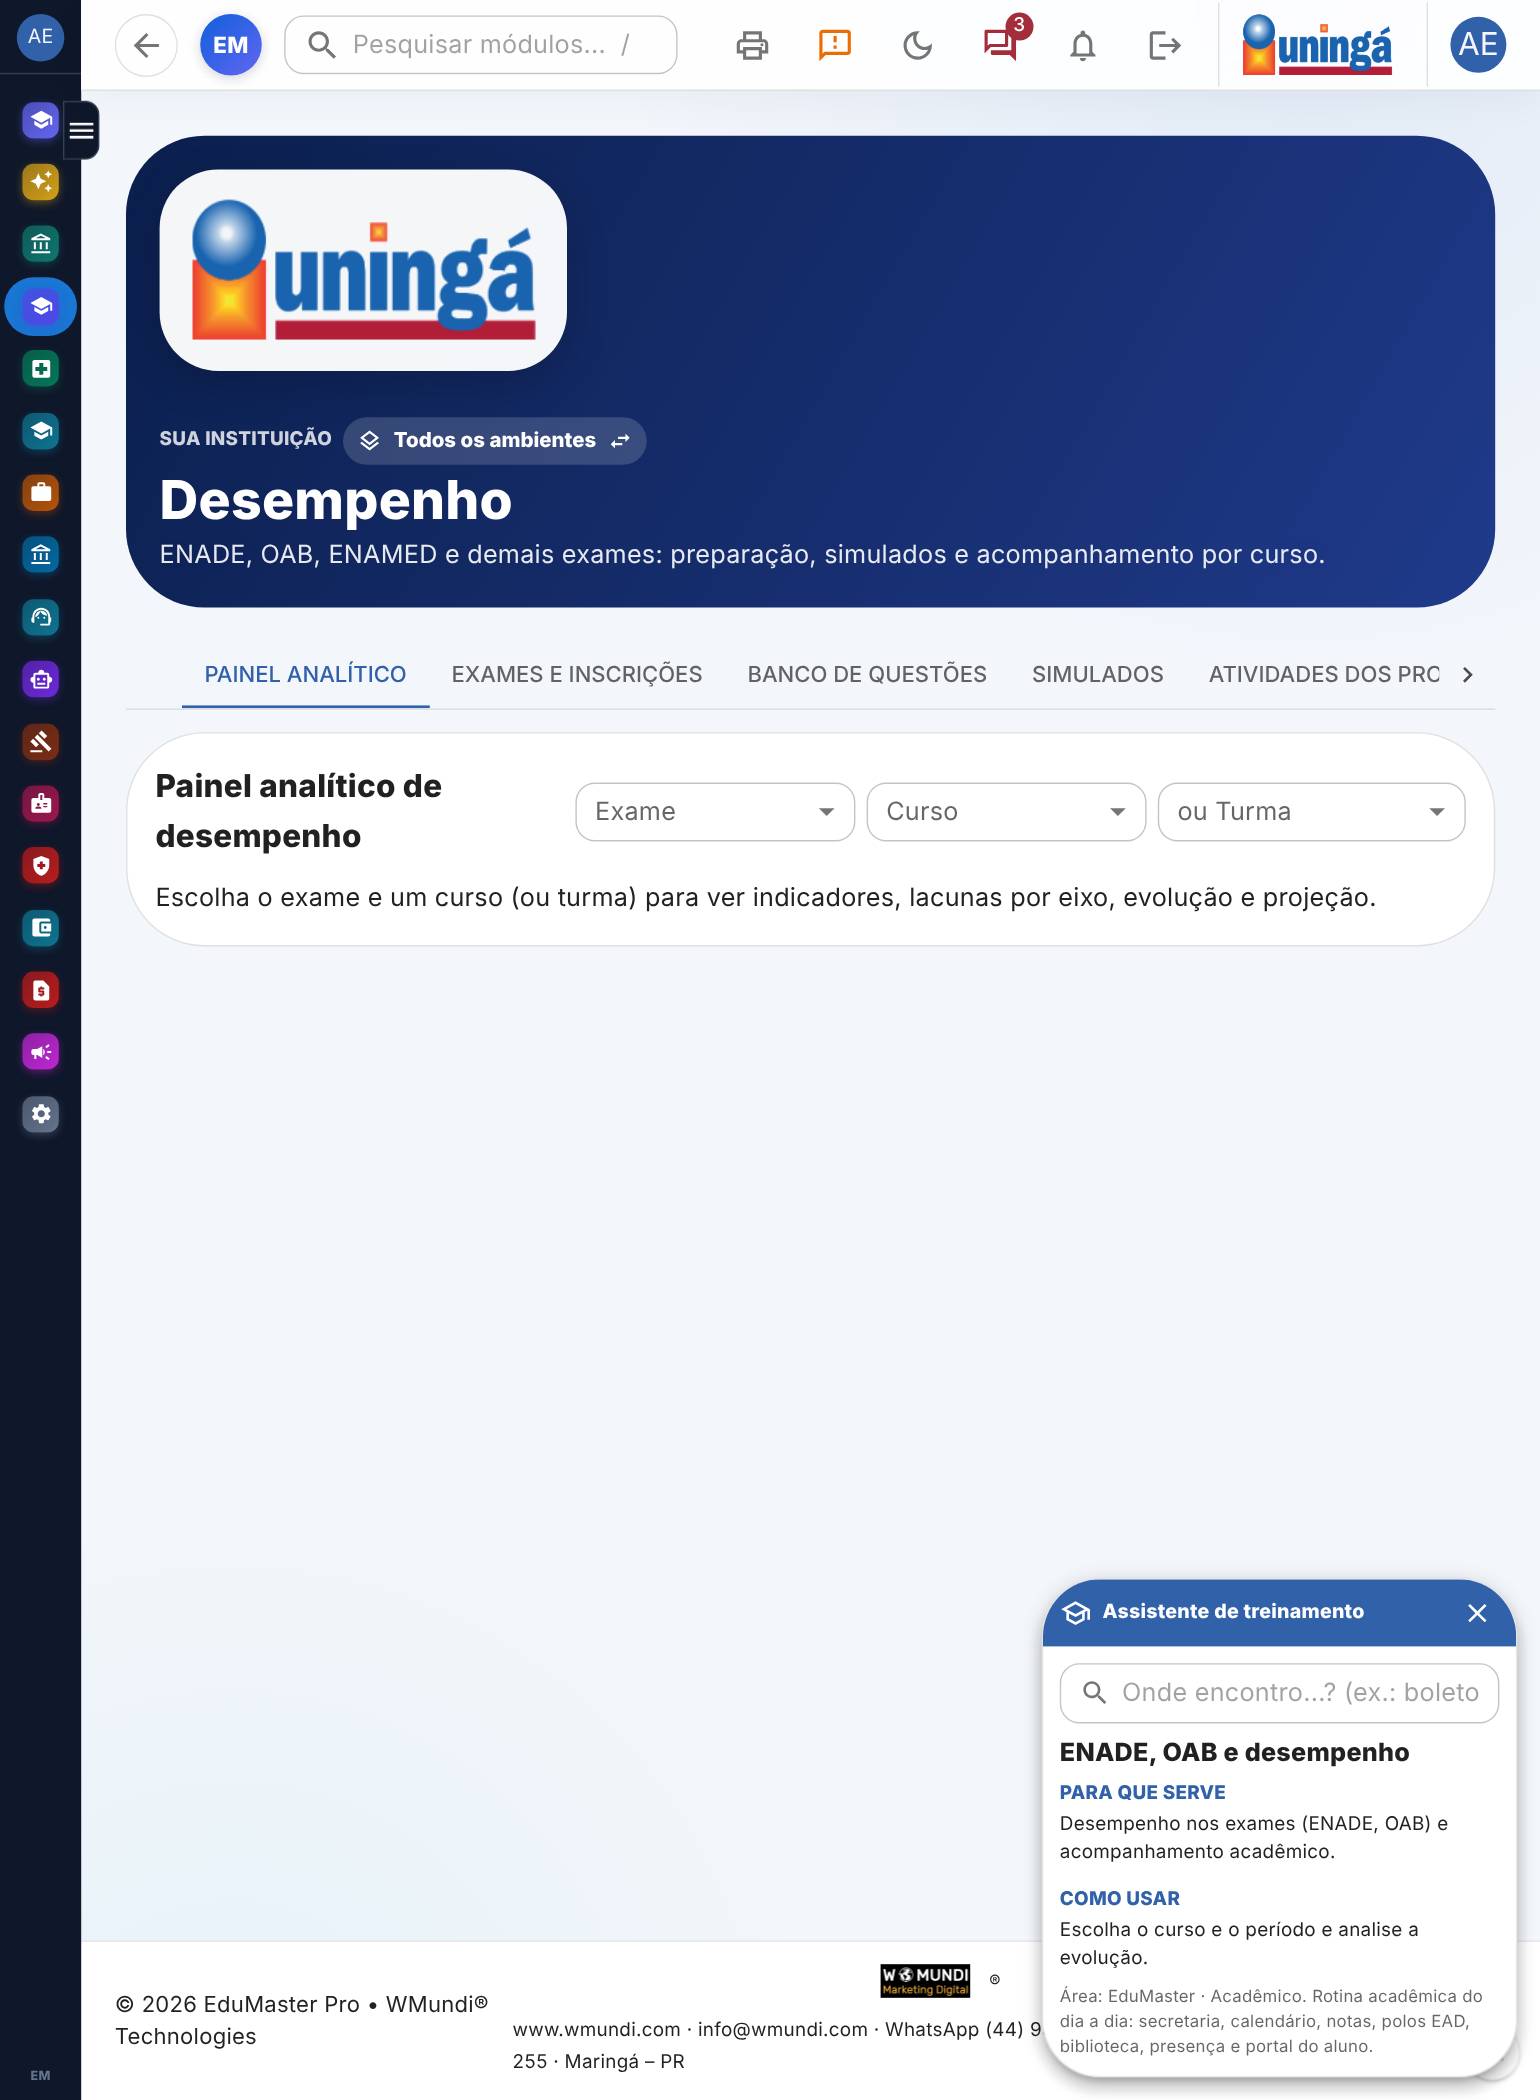 AE
EM
Pesquisar módulos... /
3
uningá
AE
uningá
SUA INSTITUIÇÃO
Todos os ambientes
Desempenho
ENADE, OAB, ENAMED e demais exames: preparação, simulados e acompanhamento por curso.
PAINEL ANALÍTICO
EXAMES E INSCRIÇÕES
BANCO DE QUESTÕES
SIMULADOS
ATIVIDADES DOS PRO
Painel analítico de
desempenho
Exame
Curso
ou Turma
Escolha o exame e um curso (ou turma) para ver indicadores, lacunas por eixo, evolução e projeção.
Assistente de treinamento
Onde encontro...? (ex.: boleto
ENADE, OAB e desempenho
PARA QUE SERVE
Desempenho nos exames (ENADE, OAB) e
acompanhamento acadêmico.
COMO USAR
Escolha o curso e o período e analise a
evolução.
Área: EduMaster · Acadêmico. Rotina acadêmica do
dia a dia: secretaria, calendário, notas, polos EAD,
biblioteca, presença e portal do aluno.
© 2026 EduMaster Pro • WMundi®
Technologies
W MUNDI
Marketing Digital
®
www.wmundi.com · info@wmundi.com · WhatsApp (44) 9
255 · Maringá – PR
EM